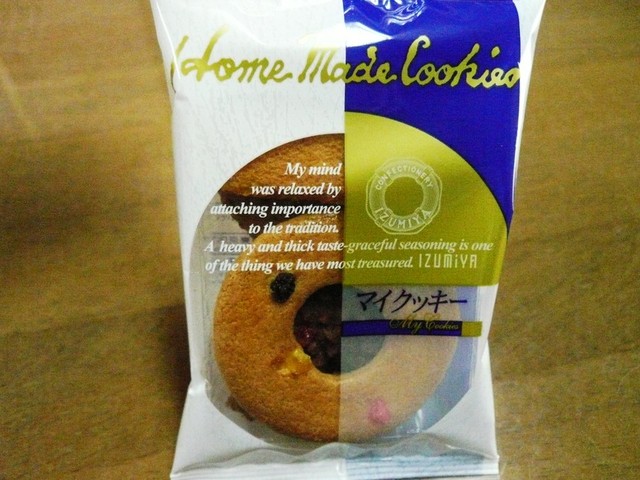 Home Made Cookies
My mind
was relaxed by
attaching importance
to the tradition.
A heavy and thick taste-graceful seasoning is one
of the thing we have most treasured. IZUMIYA
CONFECTIONERY
IZUMIYA
マイクッキー
My Cookies